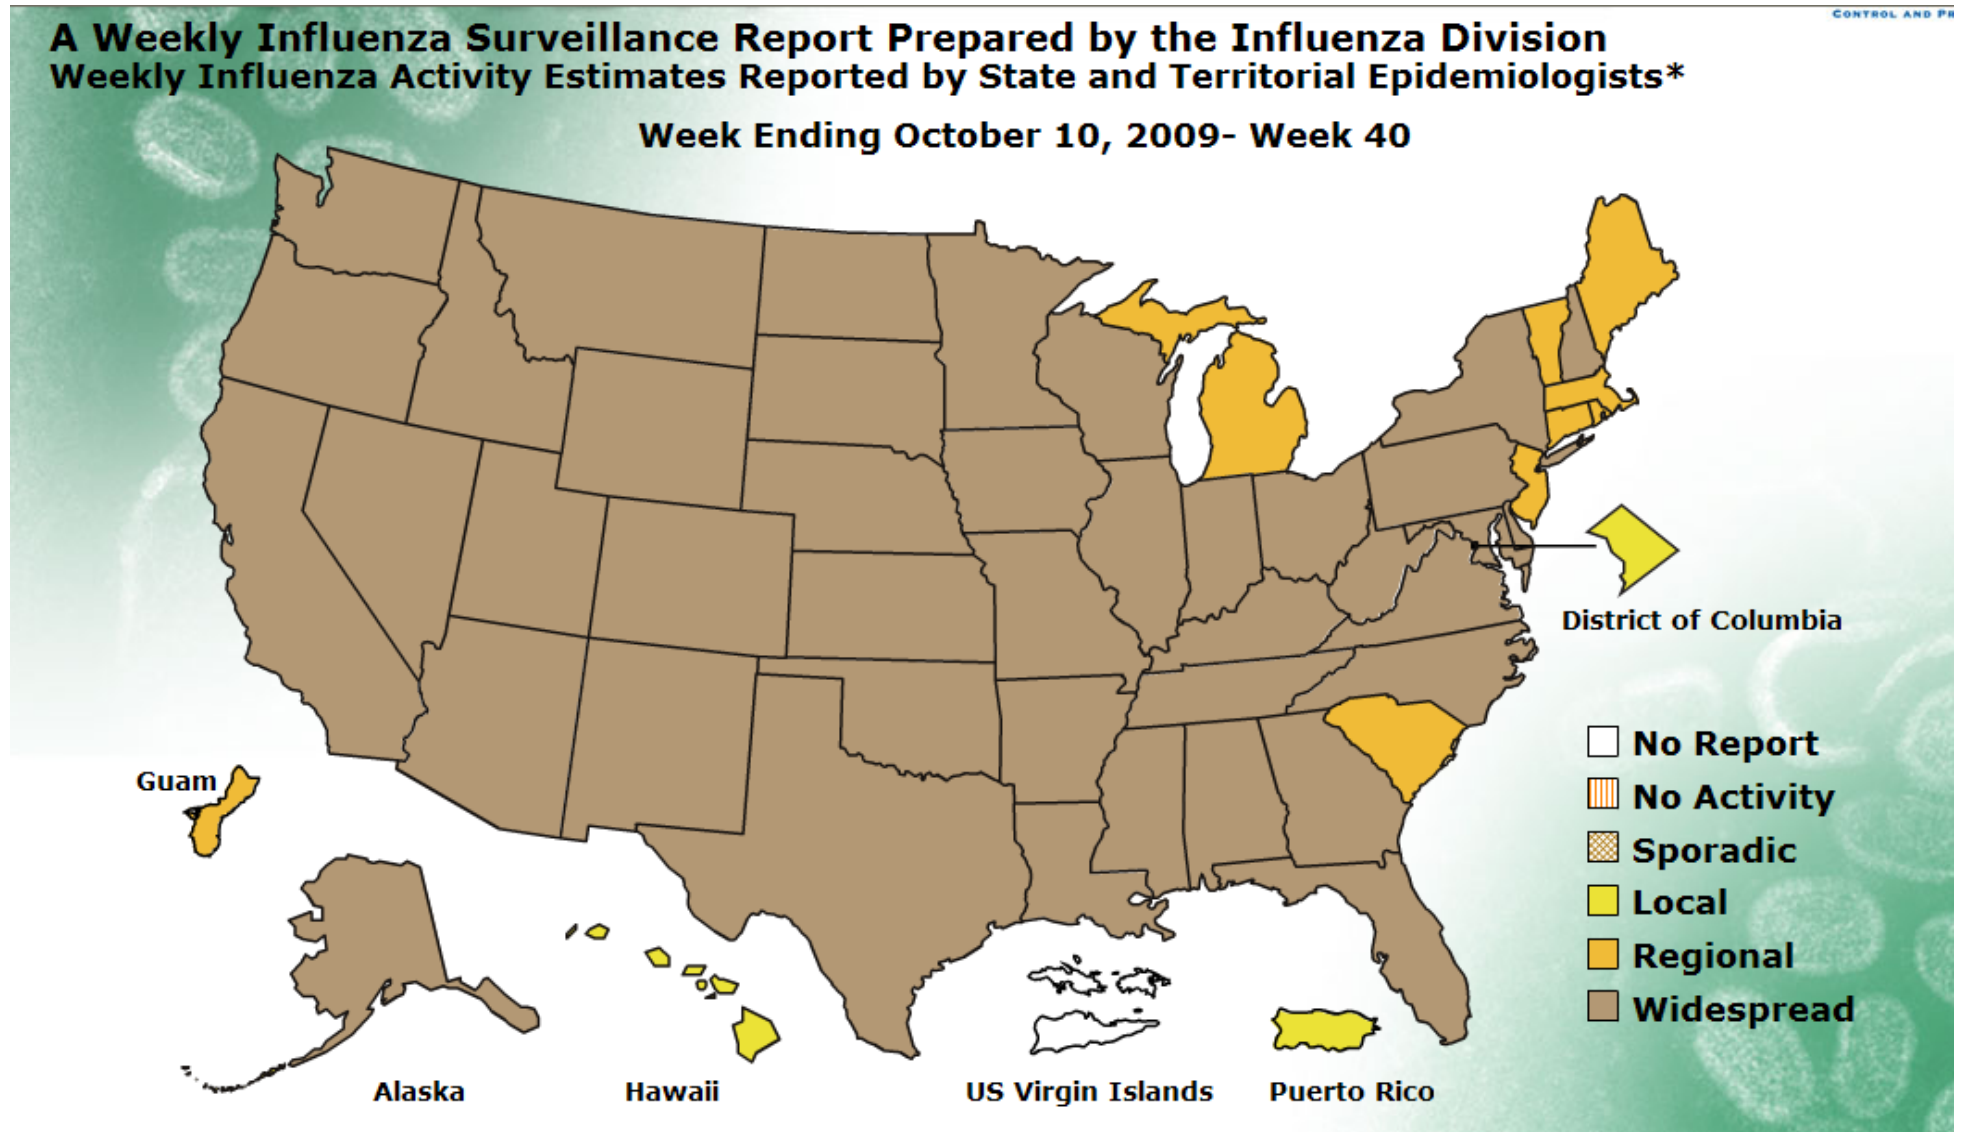 CONTROL AND
A Weekly Influenza Surveillance Report Prepared by the Influenza Division
Weekly Influenza Activity Estimates Reported by State and Territorial Epidemiologists*
Week Ending October 10, 2009- Week 40
District of Columbia
No Report
Guam
No Activity
Sporadic
Local
Regional
Widespread
Alaska
Hawaii
US Virgin Islands
Puerto Rico